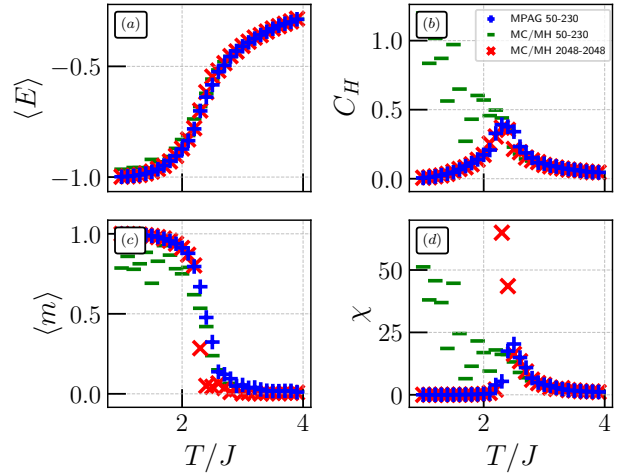 (a)
⟨E⟩
−0.5
−1.0
(b)
MPAG 50-230
MC/MH 50-230
MC/MH 2048-2048
C_H
1.0
0.5
0.0
(c)
⟨m⟩
1.0
0.5
0.0
2
4
T/J
(d)
χ
50
25
0
2
4
T/J